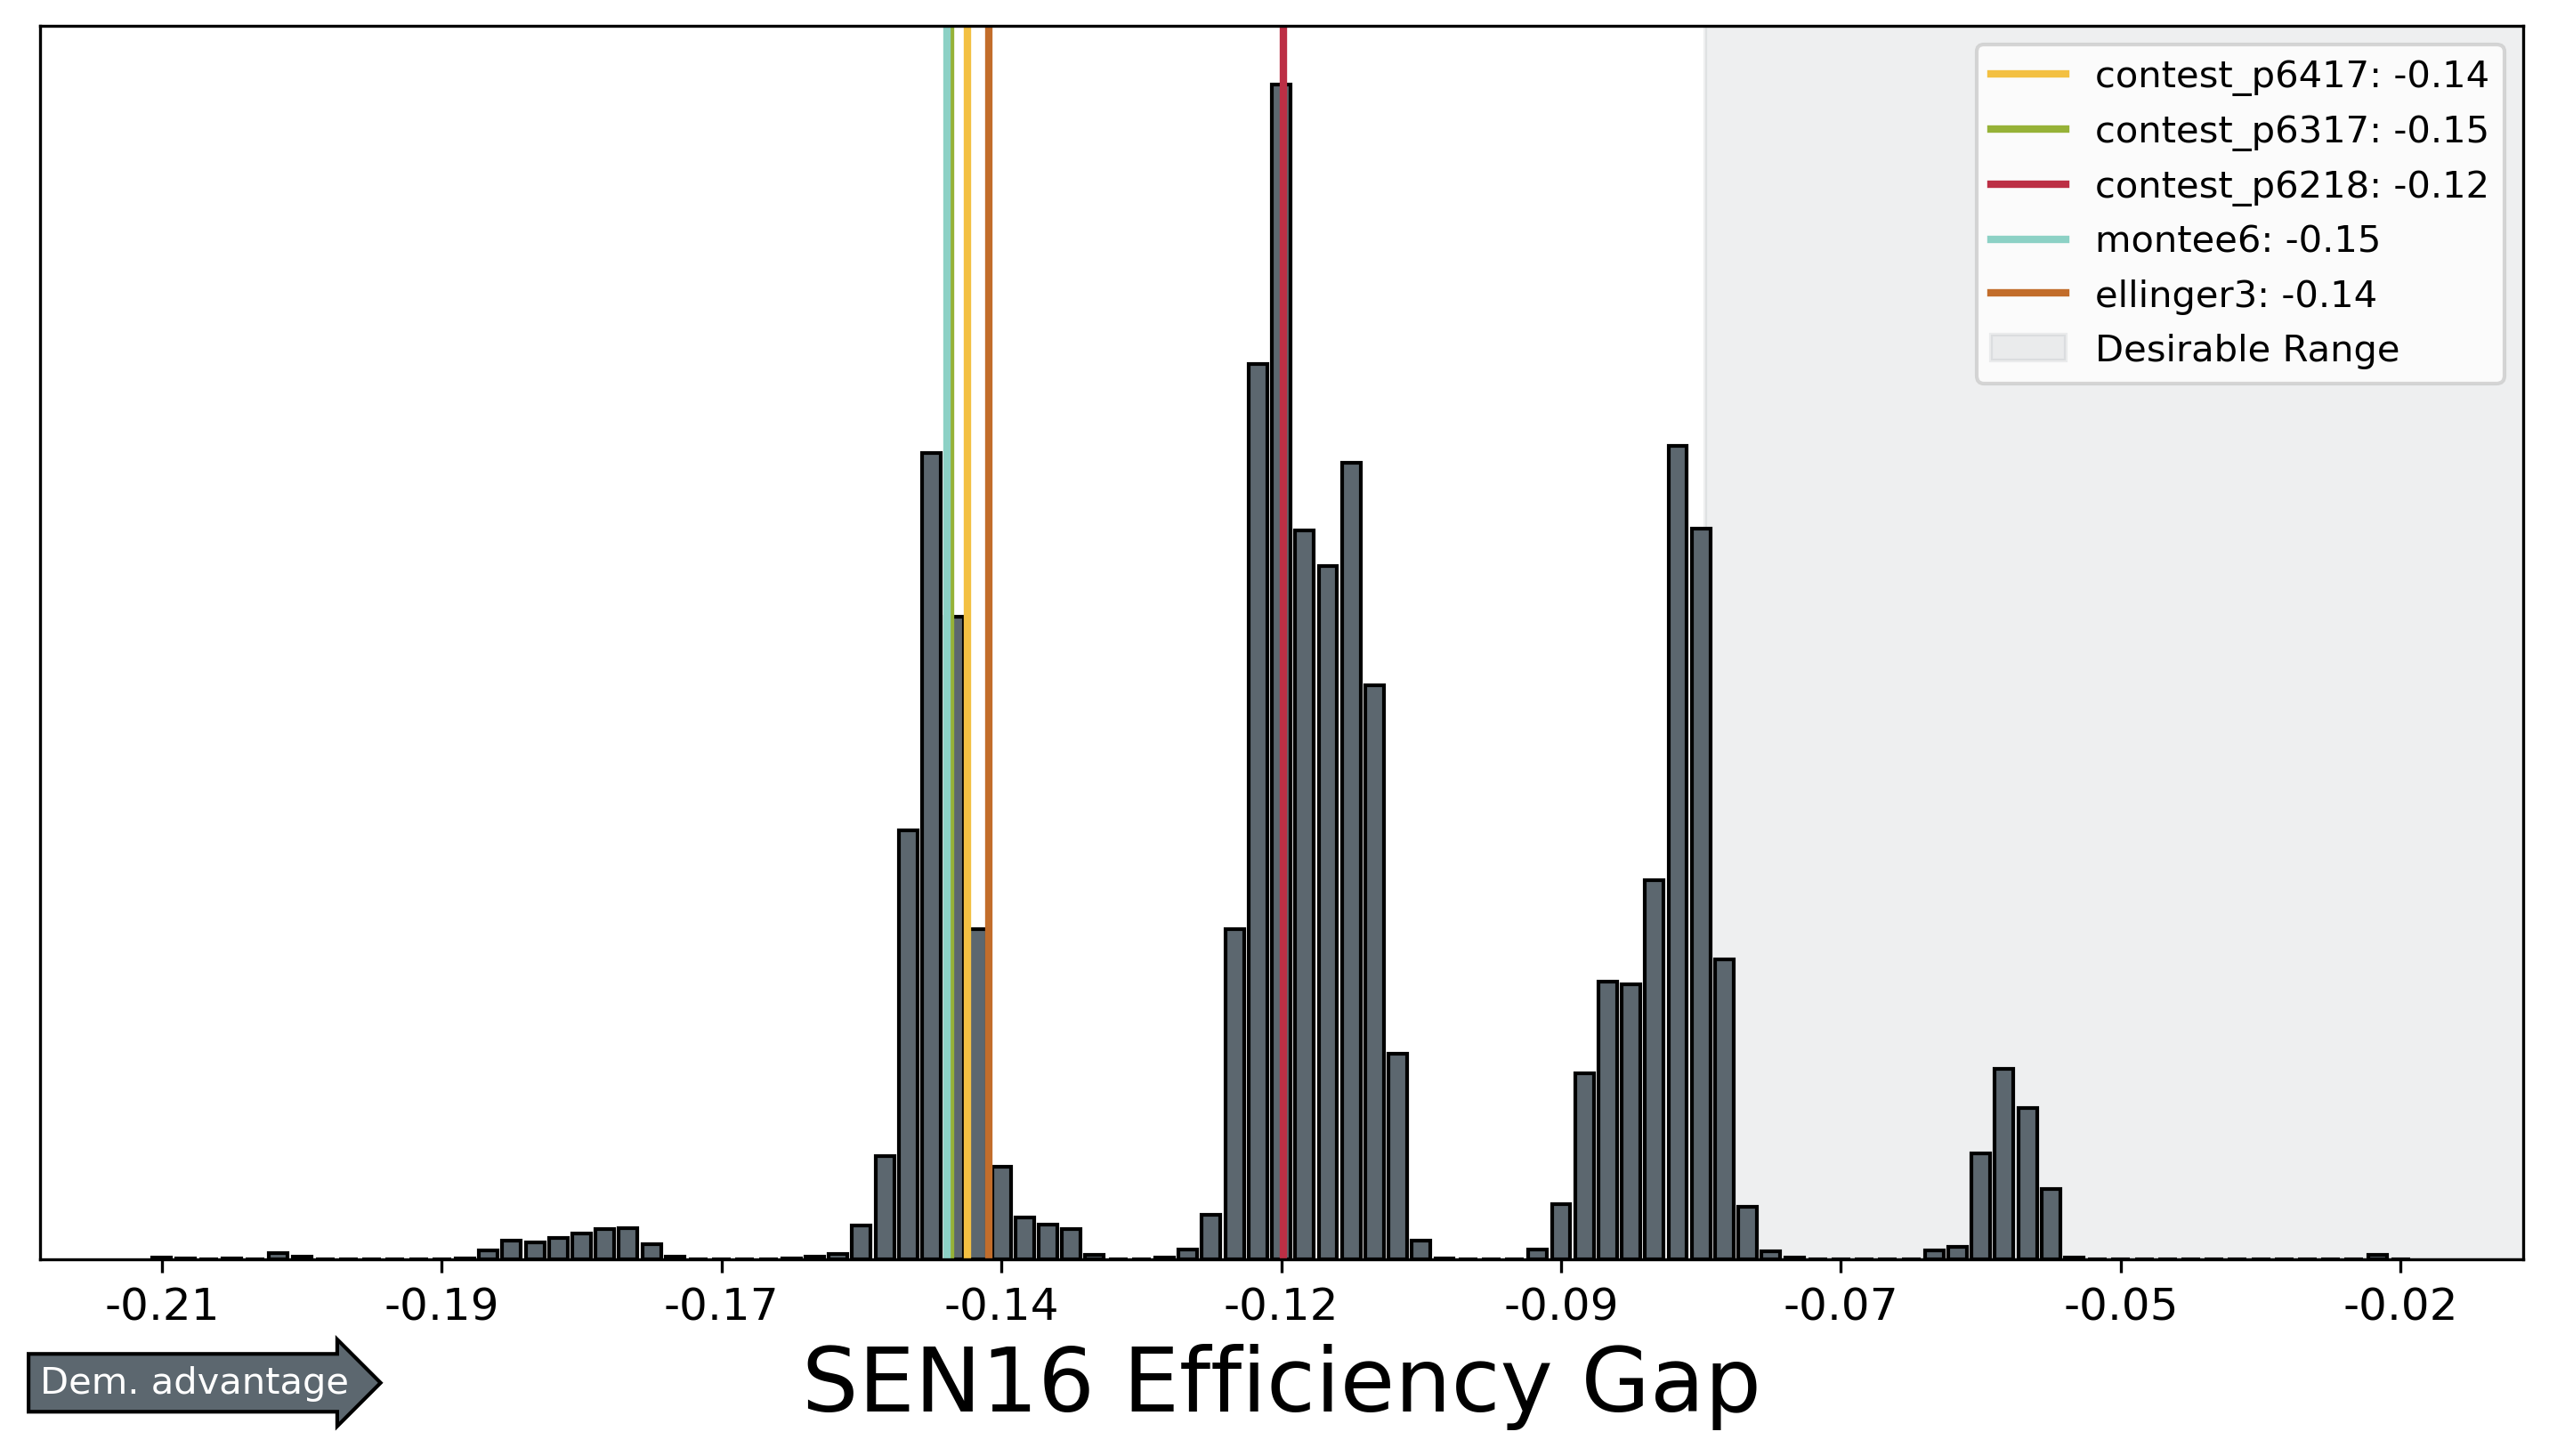 contest_p6417: -0.14
contest_p6317: -0.15
contest_p6218: -0.12
montee6: -0.15
ellinger3: -0.14
Desirable Range
-0.21 -0.19 -0.17 -0.14 -0.12 -0.09 -0.07 -0.05 -0.02
Dem. advantage
SEN16 Efficiency Gap